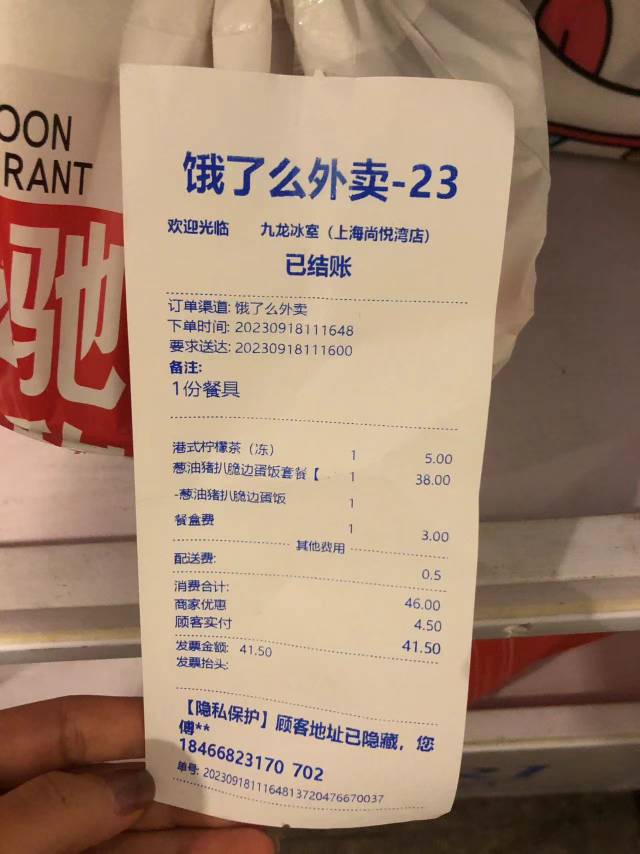 OON
RANT
驰
饿了么外卖-23
欢迎光临 九龙冰室（上海尚悦湾店）
已结账
订单渠道: 饿了么外卖
下单时间: 20230918111648
要求送达: 20230918111600
备注:
1份餐具
港式柠檬茶（冻） 1 5.00
葱油猪扒脆边蛋饭套餐【 1 38.00
-葱油猪扒脆边蛋饭 1
餐盒费 1 3.00
其他费用
配送费: 0.5
消费合计: 46.00
商家优惠 4.50
顾客实付 41.50
发票金额: 41.50
发票抬头:
【隐私保护】顾客地址已隐藏，您
傅**
18466823170 702
单号: 2023091811164813720476670037